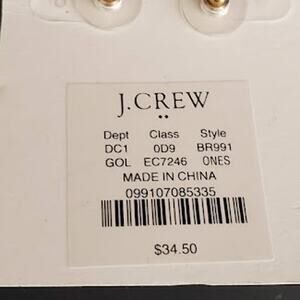 J.CREW
Dept Class Style
DC1 0D9 BR991
GOL EC7246 ONES
MADE IN CHINA
099107085335
$34.50